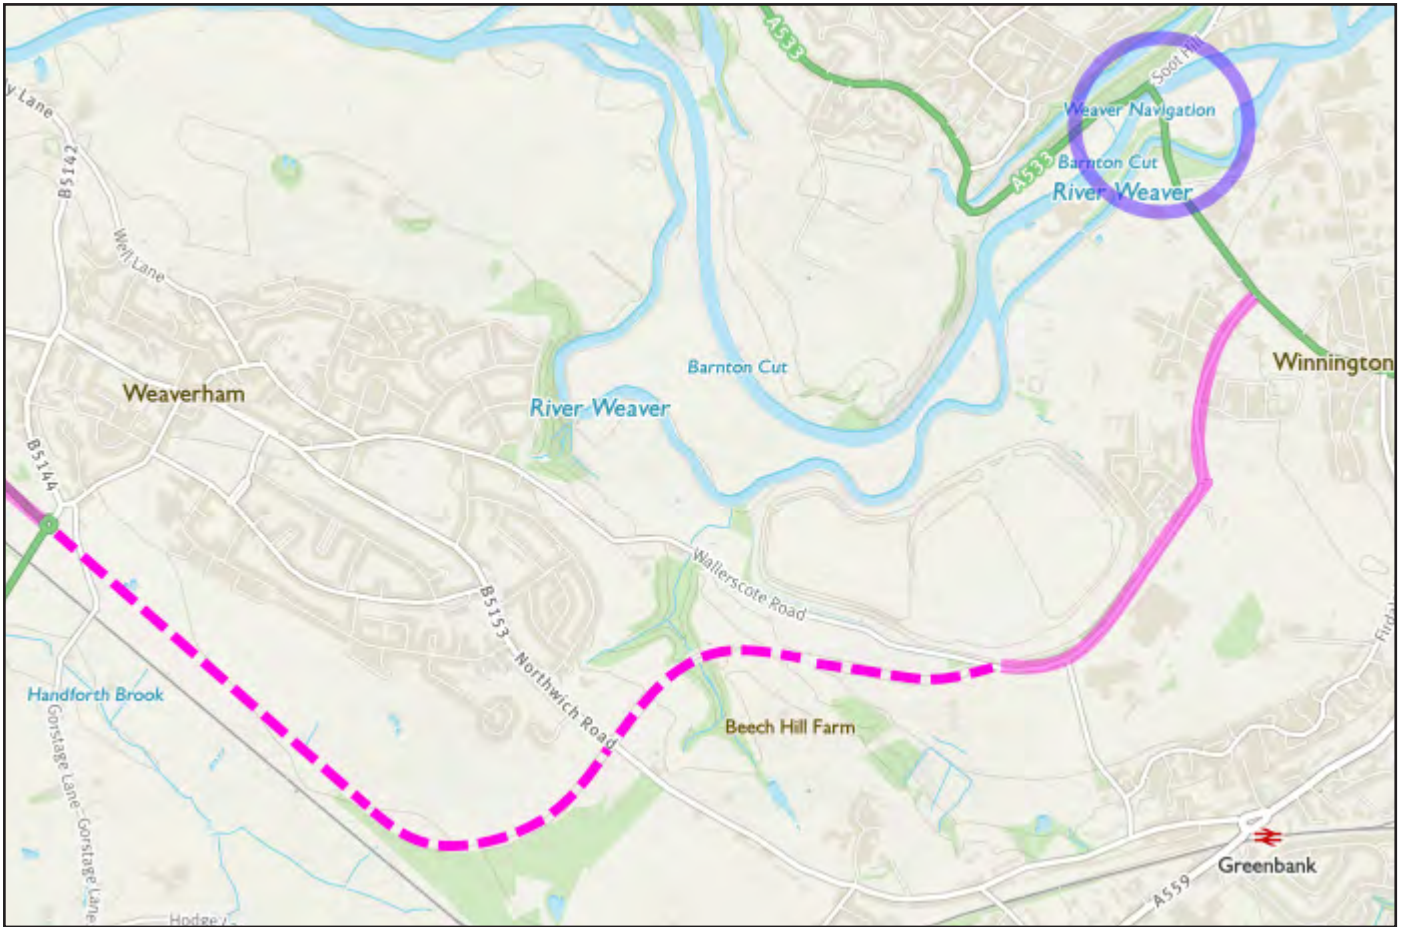 A533
Soot Hill
Weaver Navigation
y Lane
B5142
Barnton Cut
A533
River Weaver
Well Lane
Winnington
Barnton Cut
Weaverham
River Weaver
B5144
Wallerscote Road
B5153
Northwich Road
Handforth Brook
Beech Hill Farm
Gorstage Lane
Gorstage Lane
Greenbank
A559